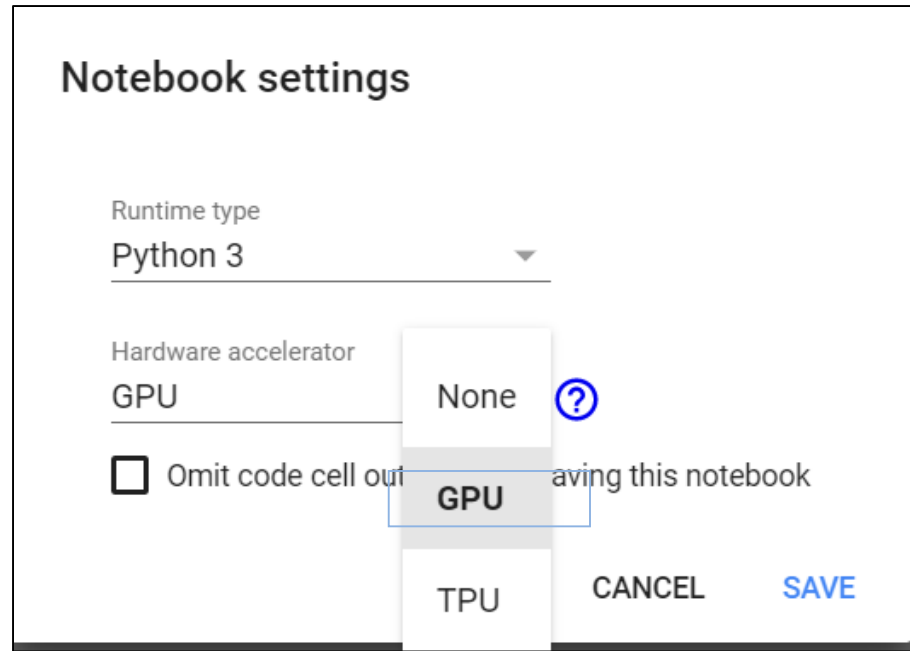 Notebook settings
Runtime type
Python 3
Hardware accelerator
GPU
None
?
Omit code cell out
aving this notebook
GPU
TPU
CANCEL
SAVE